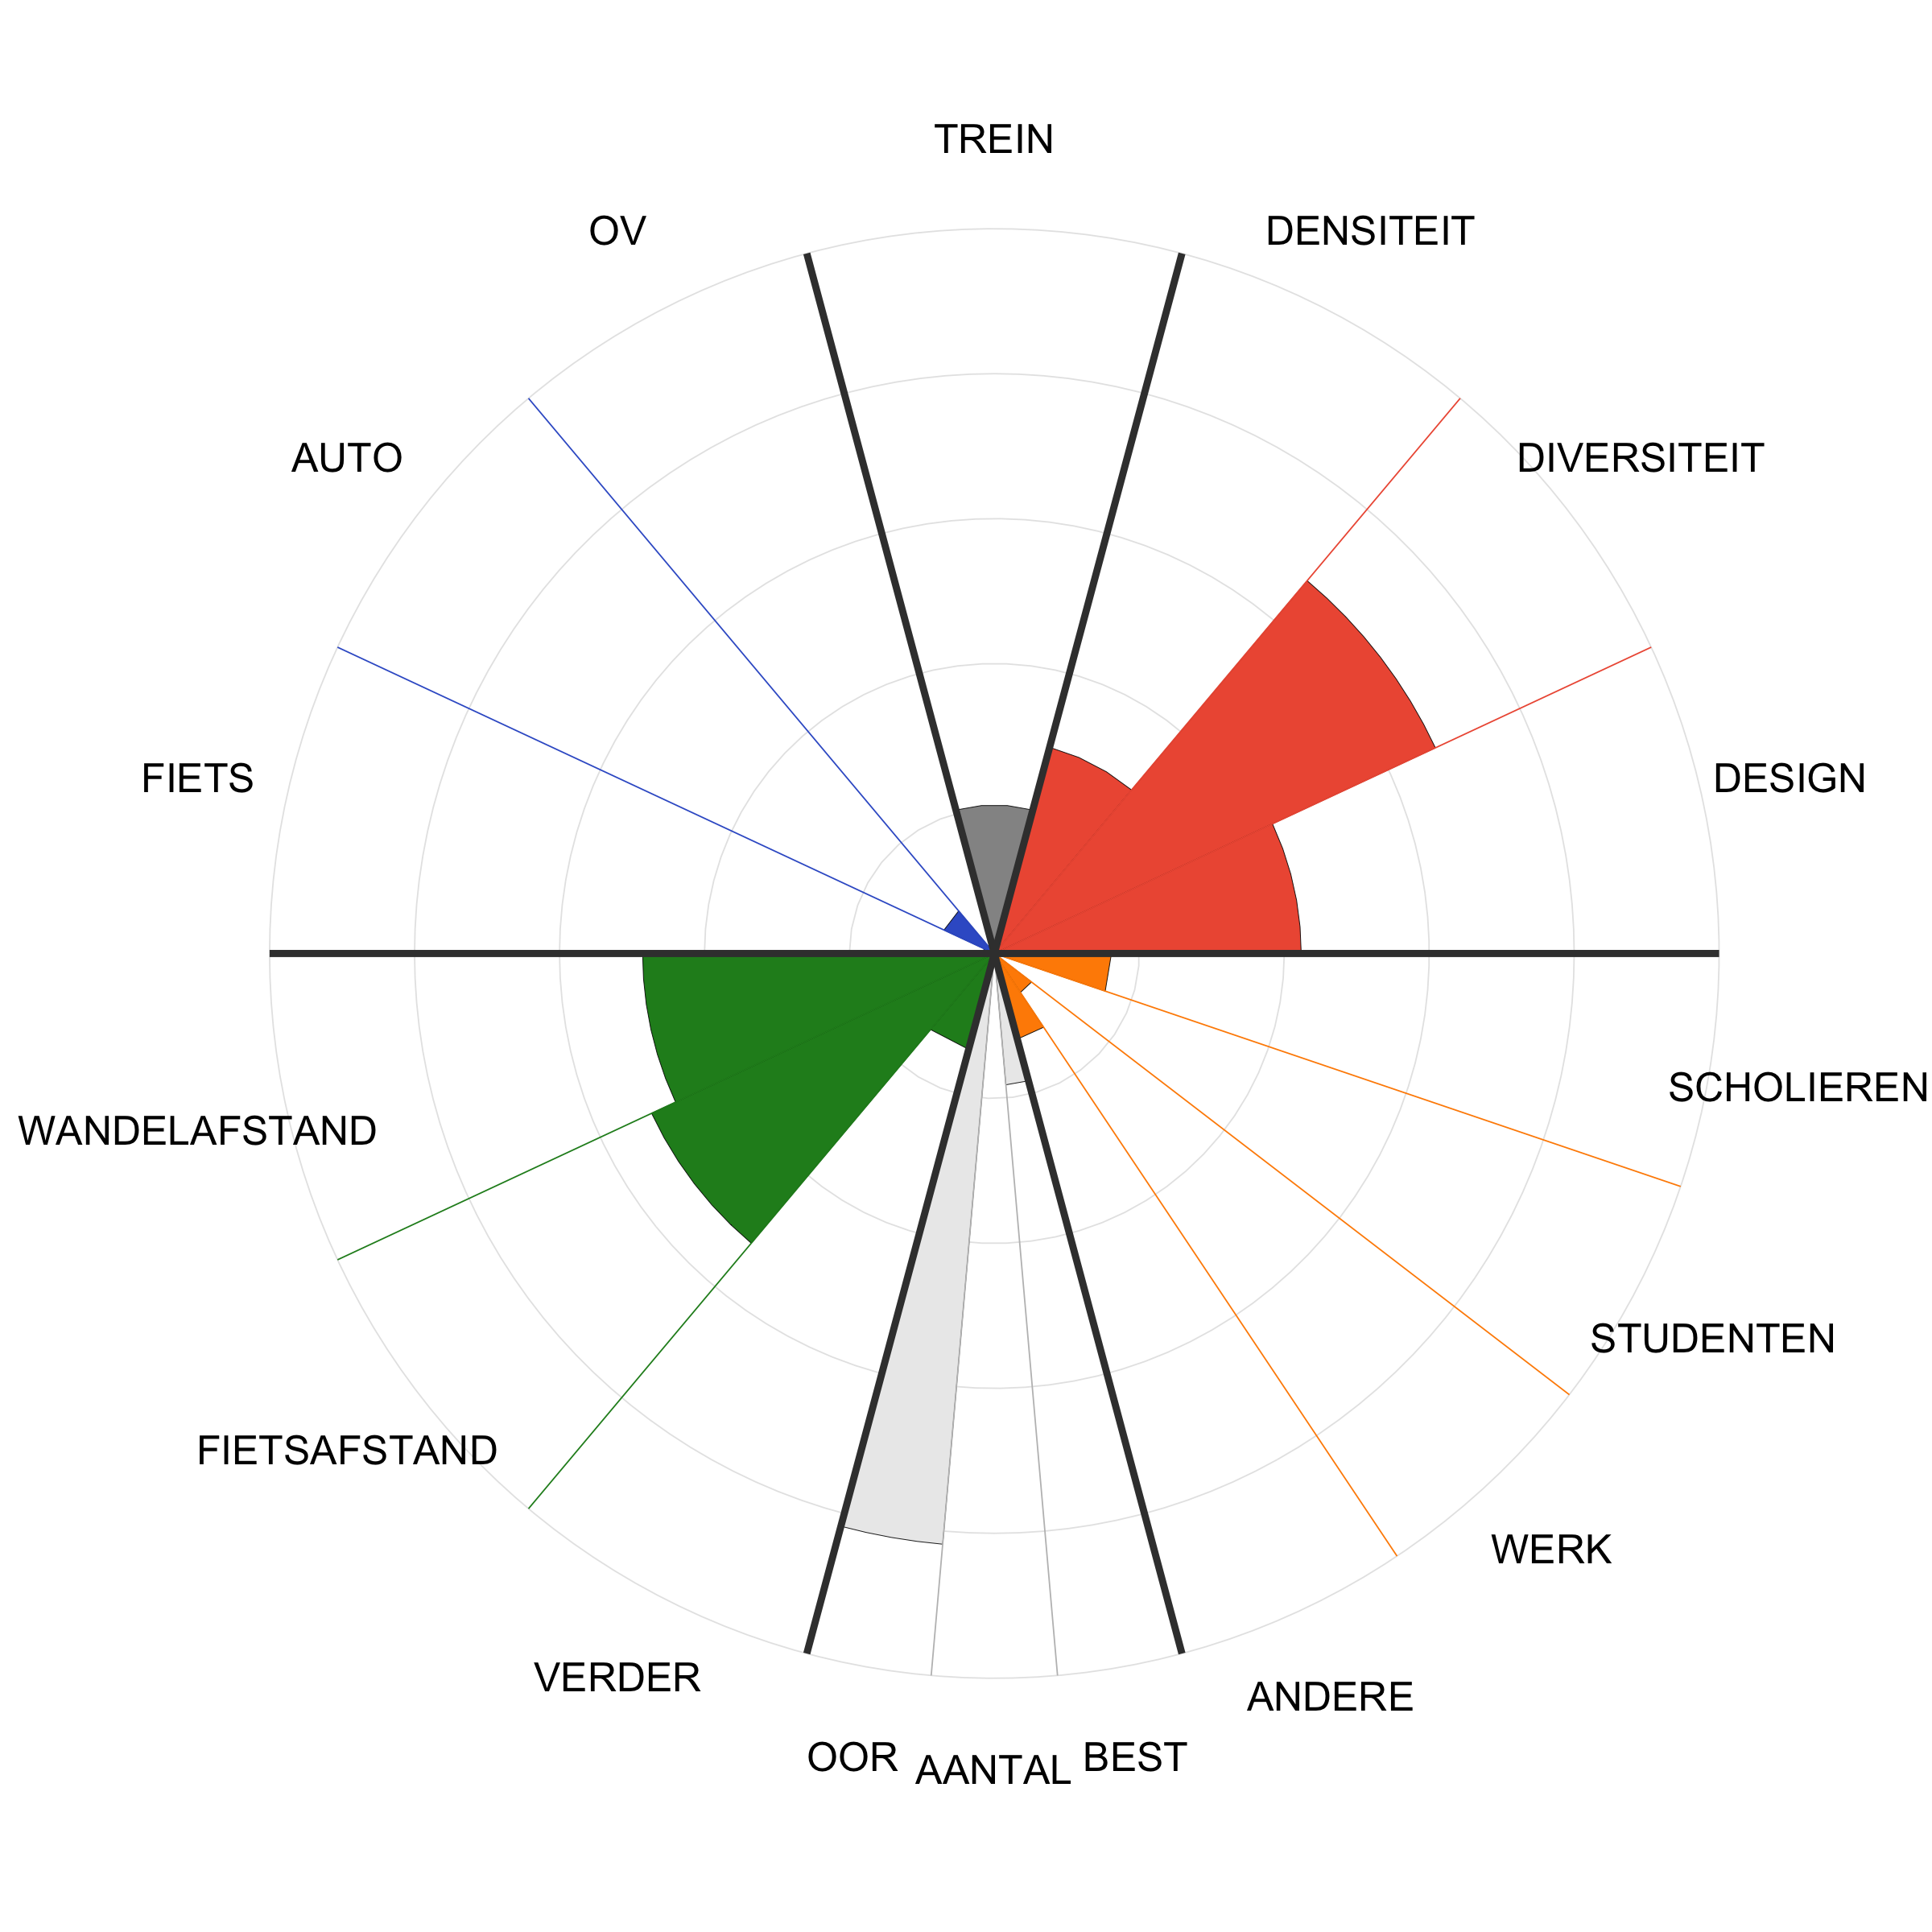 TREIN
OV
DENSITEIT
AUTO
DIVERSITEIT
FIETS
DESIGN
SCHOLIEREN
WANDELAFSTAND
STUDENTEN
FIETSAFSTAND
WERK
VERDER
ANDERE
OOR
AANTAL
BEST